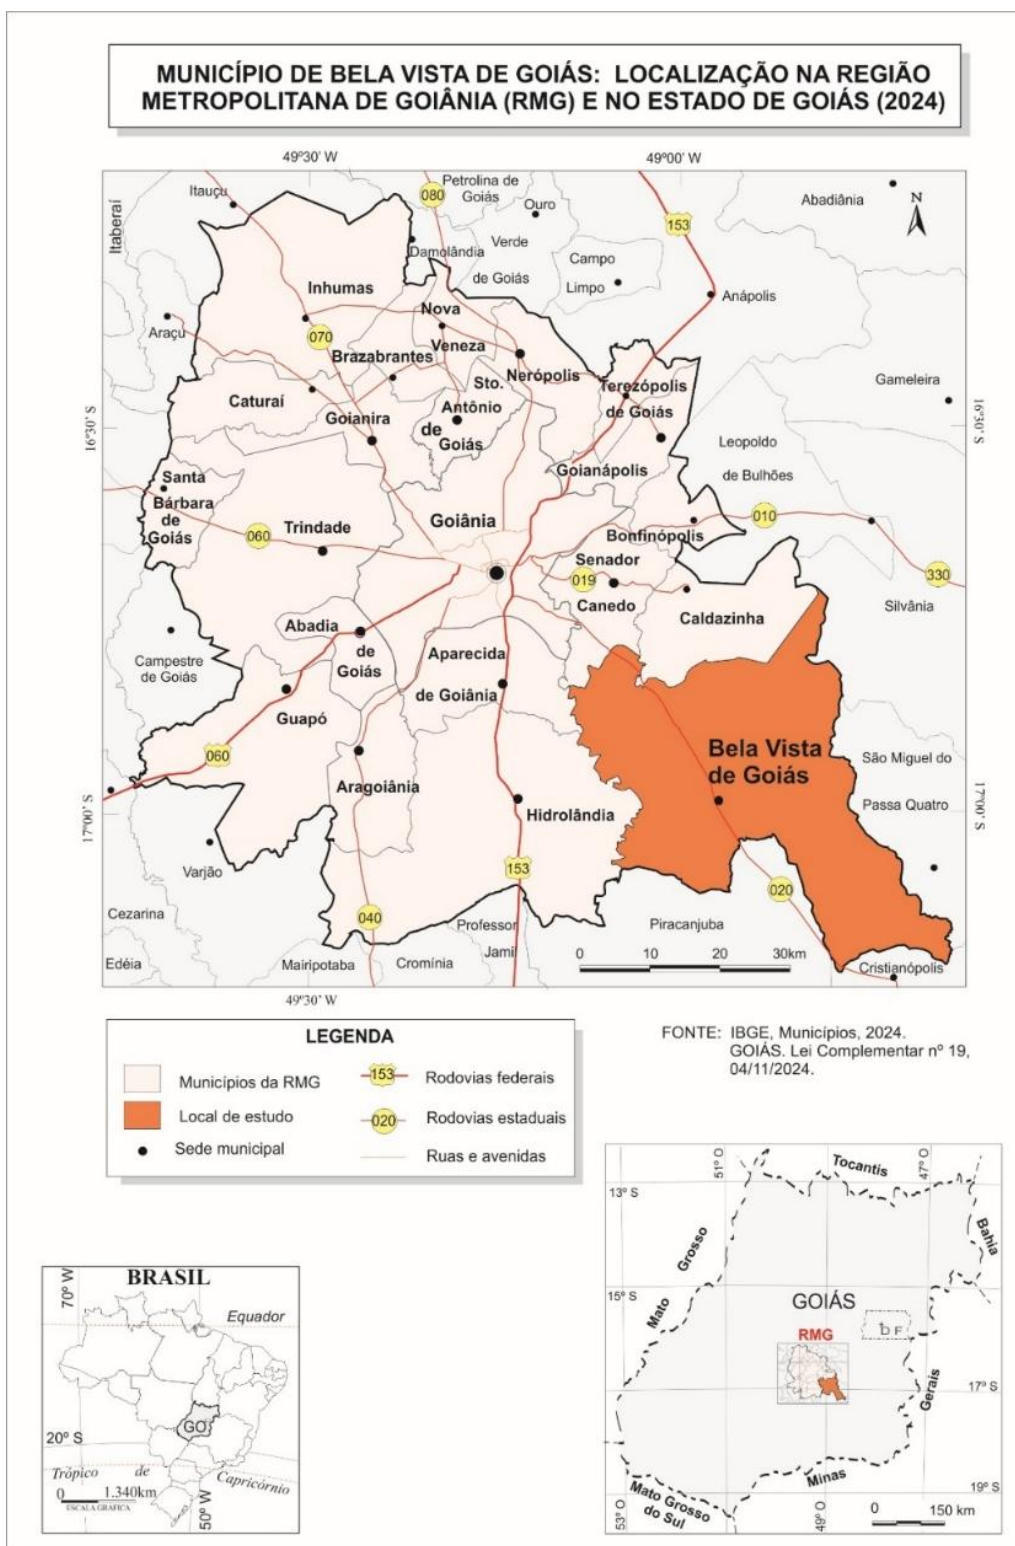 MUNICÍPIO DE BELA VISTA DE GOIÁS: LOCALIZAÇÃO NA REGIÃO
METROPOLITANA DE GOIÂNIA (RMG) E NO ESTADO DE GOIÁS (2024)
49º30' W
49º00' W
Itaberaí
Itauçu
080
Petrolina de
Goiás
Ouro
Verde
de Goiás
Damolândia
153
Abadiânia
N
Campo
Limpo
Anápolis
Inhumas
Nova
Veneza
Araçu
070
Brazabrantes
Nerópolis
Terezópolis
de Goiás
Gameleira
Caturaí
Goianira
Sto.
Antônio
de
Goiás
16º30' S
16º30' S
Leopoldo
de Bulhões
Goianápolis
Santa
Bárbara
de
Goiás
060
Trindade
Goiânia
010
Bonfinópolis
Senador
019
Canedo
330
Silvânia
Caldazinha
Abadia
de
Goiás
Aparecida
de Goiânia
Campestre
de Goiás
Guapó
060
Bela Vista
de Goiás
São Miguel do
Passa Quatro
Aragoiânia
Hidrolândia
17º00' S
17º00' S
Varjão
153
020
040
Cezarina
Professor
Jamil
Piracanjuba
Edéia
Mairipotaba
Cromínia
0 10 20 30km
Cristianópolis
49º30' W
LEGENDA
Municípios da RMG
Local de estudo
Sede municipal
153 Rodovias federais
020 Rodovias estaduais
Ruas e avenidas
FONTE: IBGE, Municípios, 2024.
GOIÁS. Lei Complementar nº 19,
04/11/2024.
BRASIL
70º W
Equador
GO
20º S
Trópico de
Capricórnio
0 1.340km
ESCALA GRÁFICA
50º W
51º O
47º O
Tocantis
13º S
Mato Grosso
Bahia
15º S
GOIÁS
D F
RMG
17º S
Gerais
Minas
19º S
Mato Grosso
do Sul
53º O
49º O
0 150 km